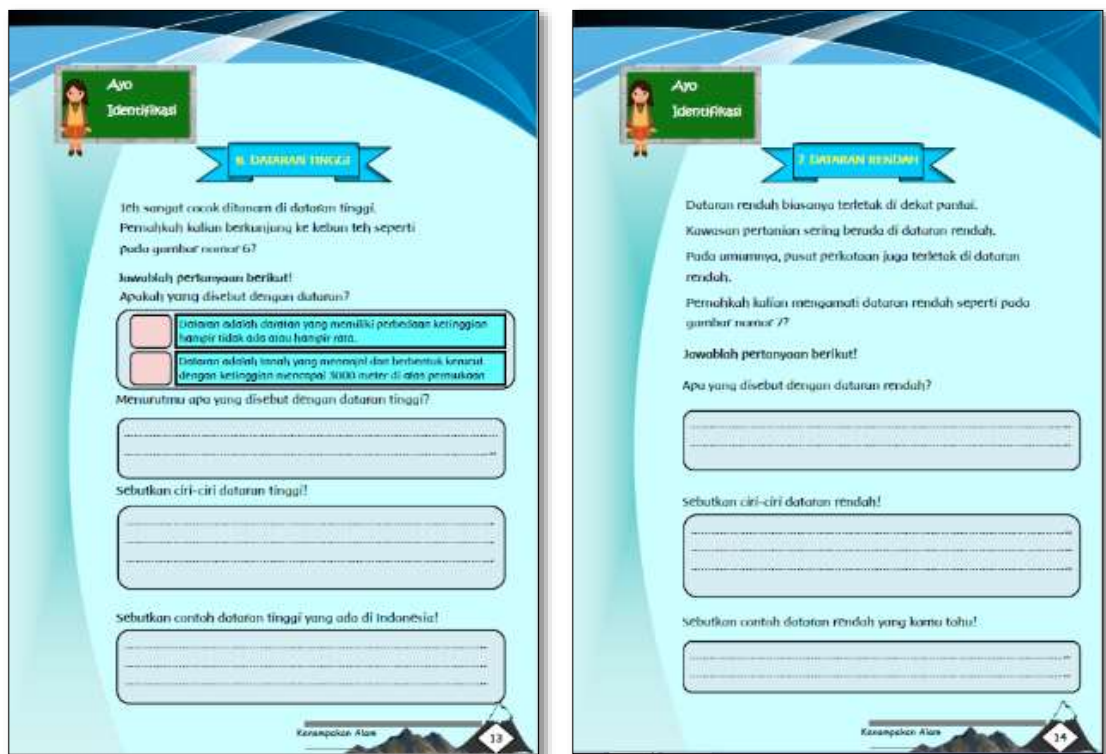 Ayo
Identifikasi
6. DATARAN TINGGI
Teh sangat cocok ditanam di dataran tinggi.
Pernahkah kalian berkunjung ke kebun teh seperti
pada gambar nomor 6?
Jawablah pertanyaan berikut!
Apakah yang disebut dengan dataran?
Dataran adalah daratan yang memiliki perbedaan ketinggian
hampir tidak ada atau hampir rata.
Dataran adalah tanah yang menonjol dan berbentuk kerucut
dengan ketinggian mencapai 3000 meter di atas permukaan
Menurutmu apa yang disebut dengan dataran tinggi?
Sebutkan ciri-ciri dataran tinggi!
Sebutkan contoh dataran tinggi yang ada di Indonesia!
Kenampakan Alam
13
Ayo
Identifikasi
7. DATARAN RENDAH
Dataran rendah biasanya terletak di dekat pantai.
Kawasan pertanian sering berada di dataran rendah.
Pada umumnya, pusat perkotaan juga terletak di dataran
rendah.
Pernahkah kalian mengamati dataran rendah seperti pada
gambar nomor 7?
Jawablah pertanyaan berikut!
Apa yang disebut dengan dataran rendah?
Sebutkan ciri-ciri dataran rendah!
Sebutkan contoh dataran rendah yang kamu tahu!
Kenampakan Alam
14